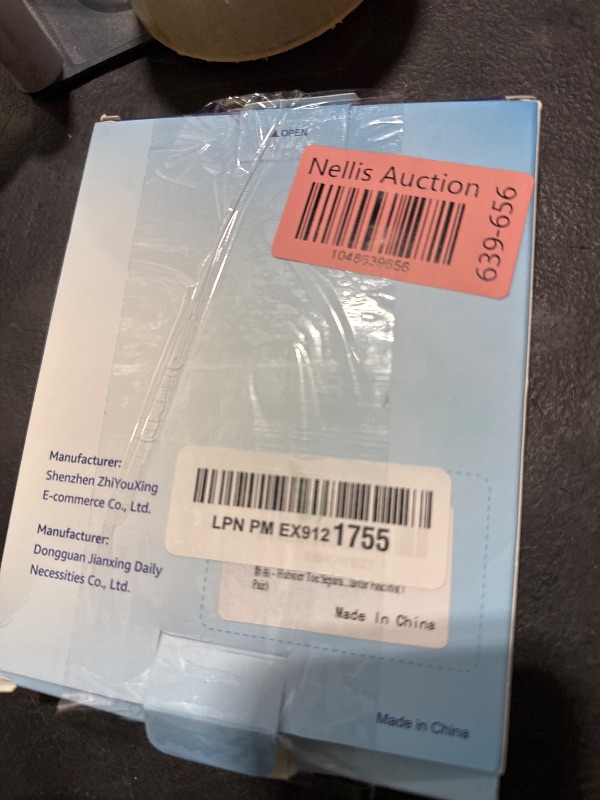 ▲ OPEN
Nellis Auction
1048639656
639-656
Manufacturer:
Shenzhen ZhiYouXing
E-commerce Co., Ltd.
Manufacturer:
Dongguan Jianxing Daily
Necessities Co., Ltd.
LPN PM EX912 1755
Pair)
Made In China
Made in China